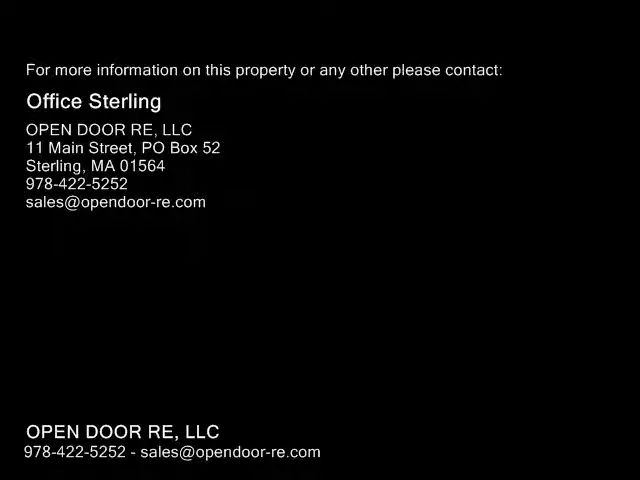 For more information on this property or any other please contact:
Office Sterling
OPEN DOOR RE, LLC
11 Main Street, PO Box 52
Sterling, MA 01564
978-422-5252
sales@opendoor-re.com
OPEN DOOR RE, LLC
978-422-5252 - sales@opendoor-re.com